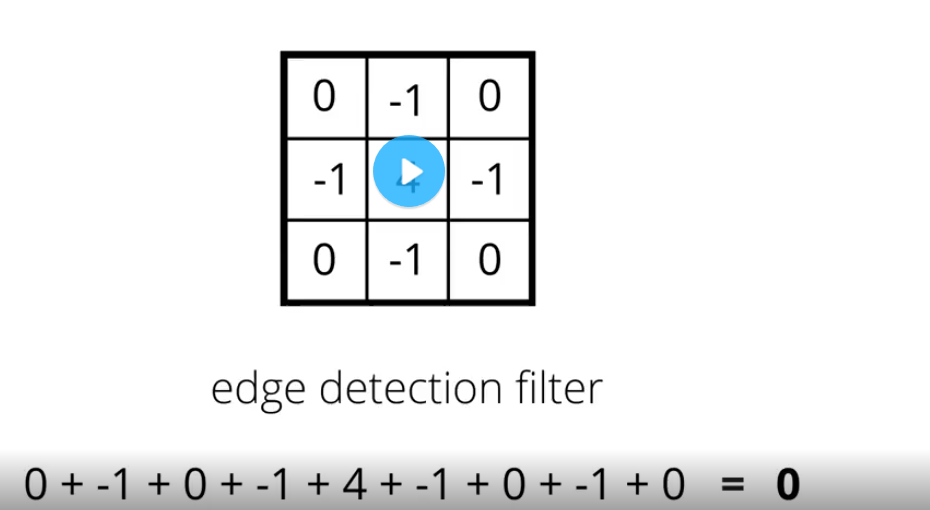 0 -1 0
-1 4 -1
0 -1 0
edge detection filter
0 + -1 + 0 + -1 + 4 + -1 + 0 + -1 + 0 = 0